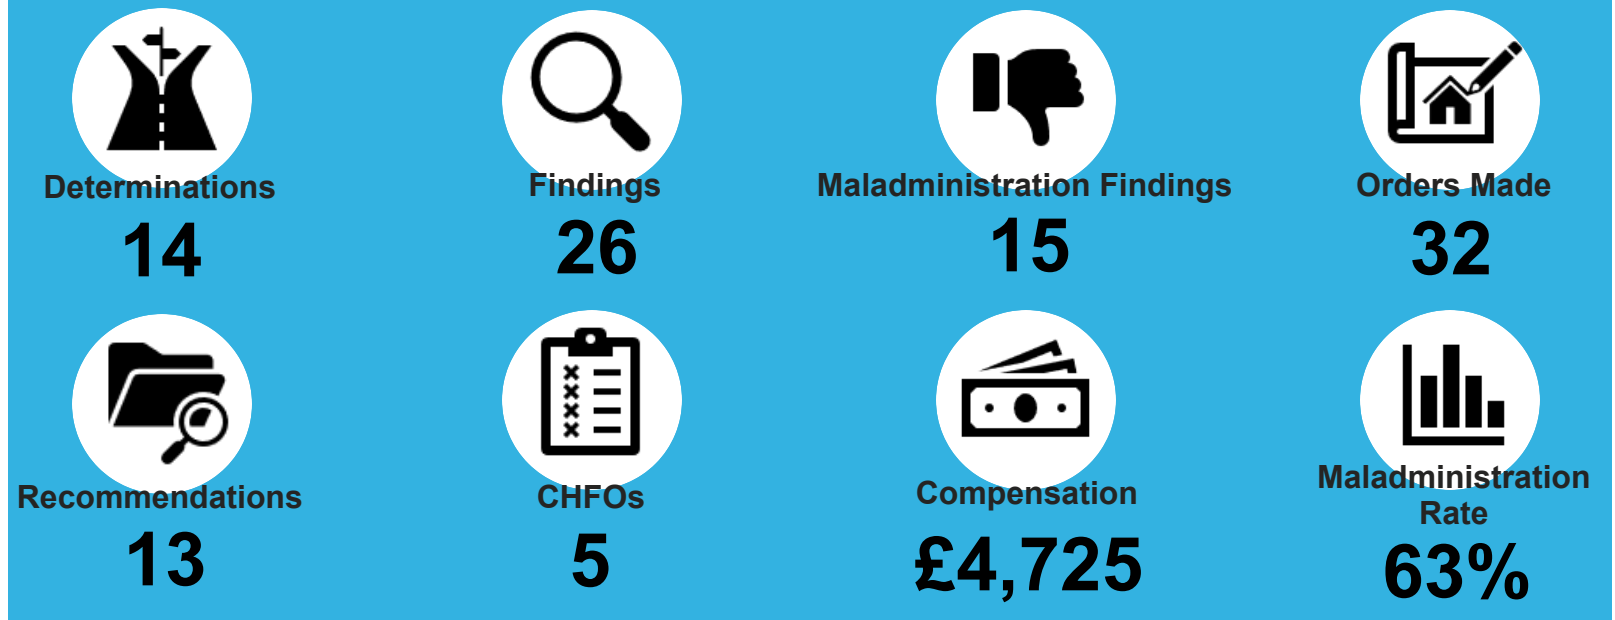 Determinations
14
Findings
26
Maladministration Findings
15
Orders Made
32
Recommendations
13
CHFOs
5
Compensation
£4,725
Maladministration
Rate
63%